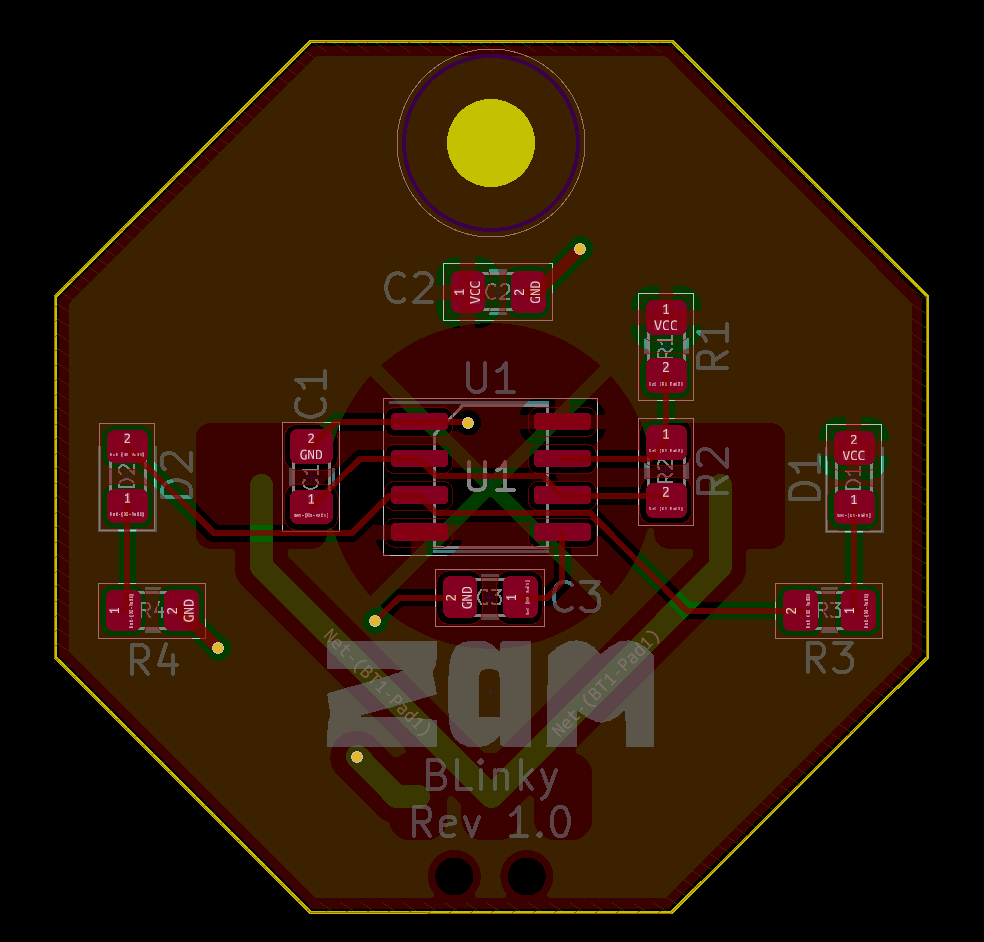 C2
1
VCC
C2
2
GND
1
VCC
R1
R1
2
U1
C1
2
GND
C1
1
U1
1
R2
R2
2
2
D2
D2
1
D1
2
VCC
D1
1
1
R4
2
GND
R4
2
GND
C3
1
C3
2
R3
1
R3
Net-(BT1-Pad1)
Net-(BT1-Pad1)
zam
BLinky
Rev 1.0